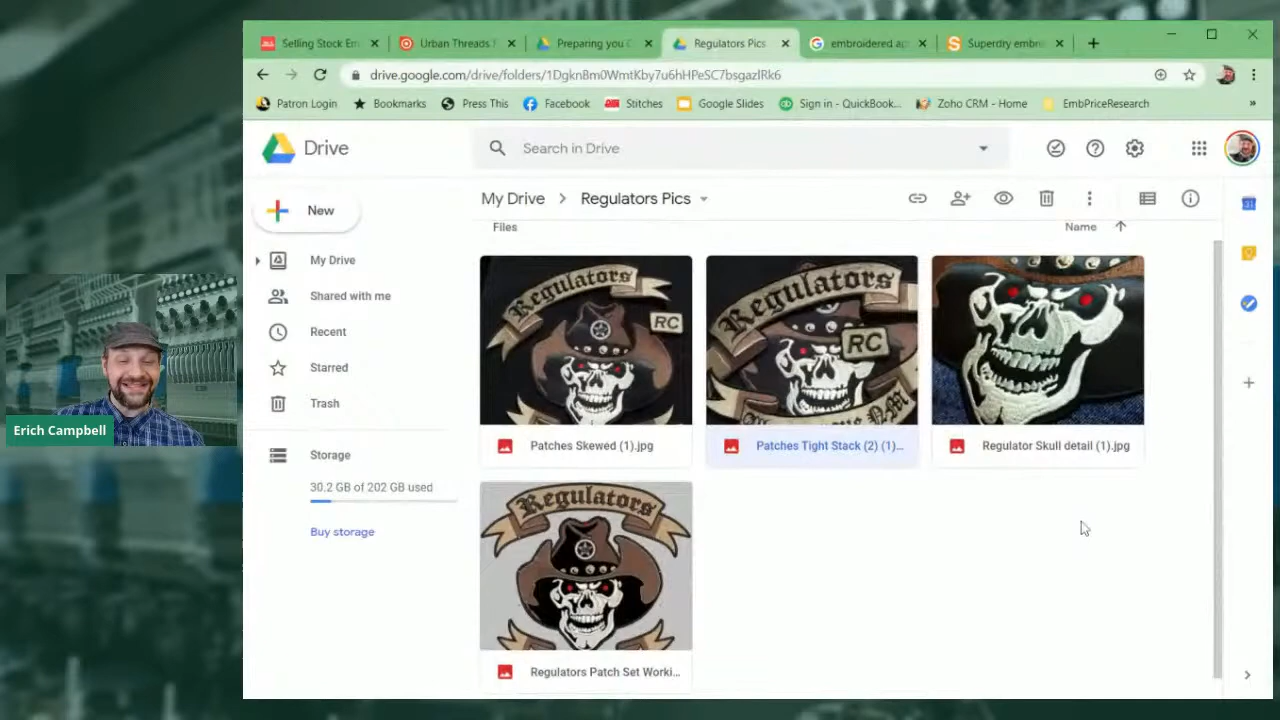 Selling Stock Em
Urban Threads
Preparing you
Regulators Pics
embroidered ap
Superdry embr
drive.google.com/drive/folders/1Dgkn8m0WmtKby7u6hHPeSC7bsgazlRk6
Patron Login
Bookmarks
Press This
Facebook
Stitches
Google Slides
Sign in - QuickBook...
Zoho CRM - Home
EmbPriceResearch
Drive
Search in Drive
New
My Drive
Regulators Pics
Files
Name
My Drive
Shared with me
Recent
Starred
Trash
Storage
30.2 GB of 202 GB used
Buy storage
Regulators
RC
Regulators
RC
Patches Skewed (1).jpg
Patches Tight Stack (2) (1)...
Regulator Skull detail (1).jpg
Regulators
Regulators Patch Set Worki...
Erich Campbell